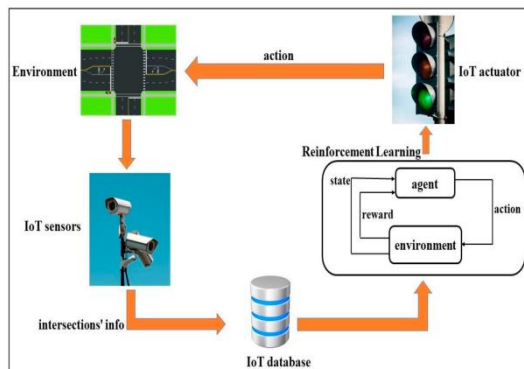 action
Environment
IoT actuator
Reinforcement Learning
state
agent
reward
action
environment
IoT sensors
intersections' info
IoT database